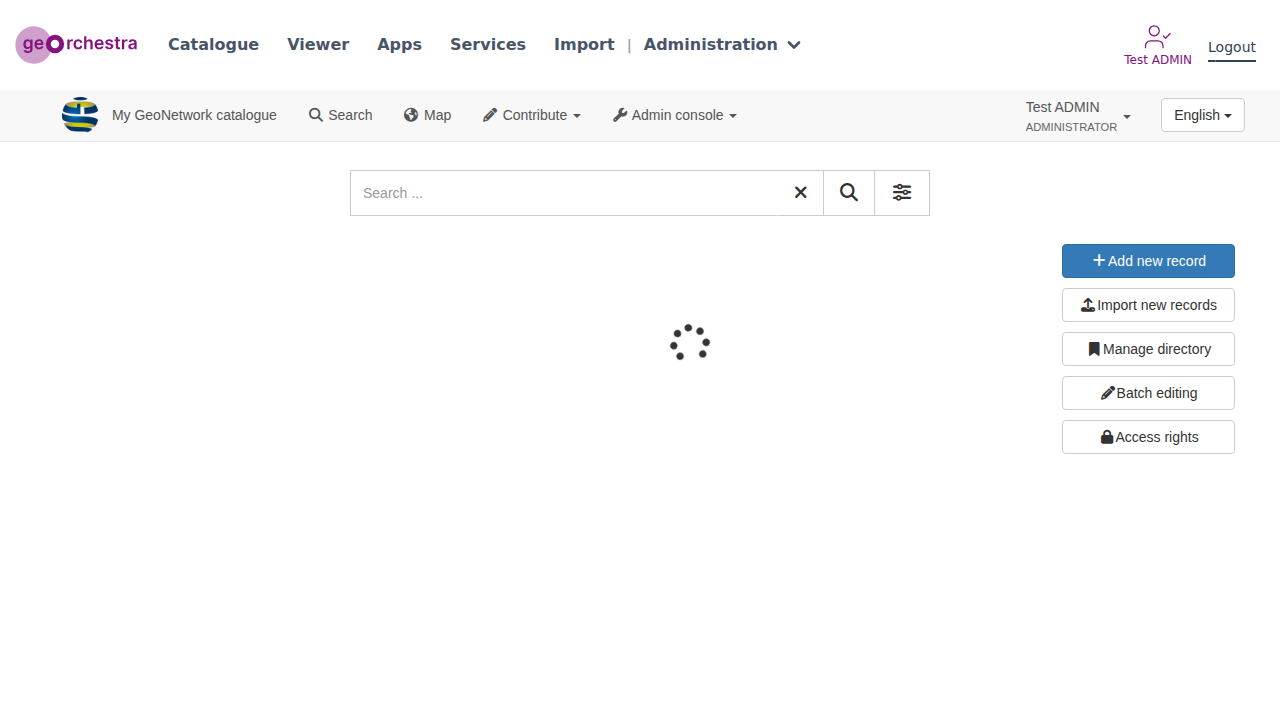 georchestra Catalogue Viewer Apps Services Import | Administration Test ADMIN Logout
My GeoNetwork catalogue Search Map Contribute Admin console Test ADMIN ADMINISTRATOR English
Search ...
Add new record
Import new records
Manage directory
Batch editing
Access rights